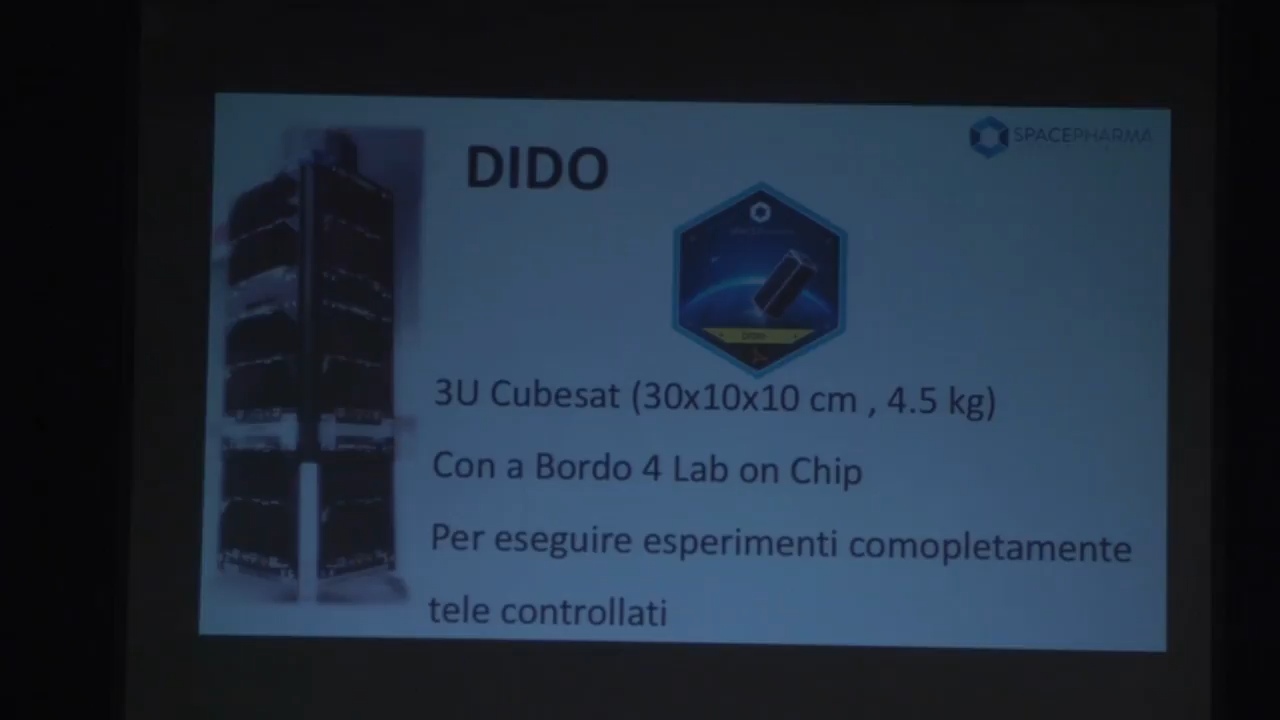 SPACEPHARMA
DIDO
3U Cubesat (30x10x10 cm , 4.5 kg)
Con a Bordo 4 Lab on Chip
Per eseguire esperimenti comopletamente
tele controllati